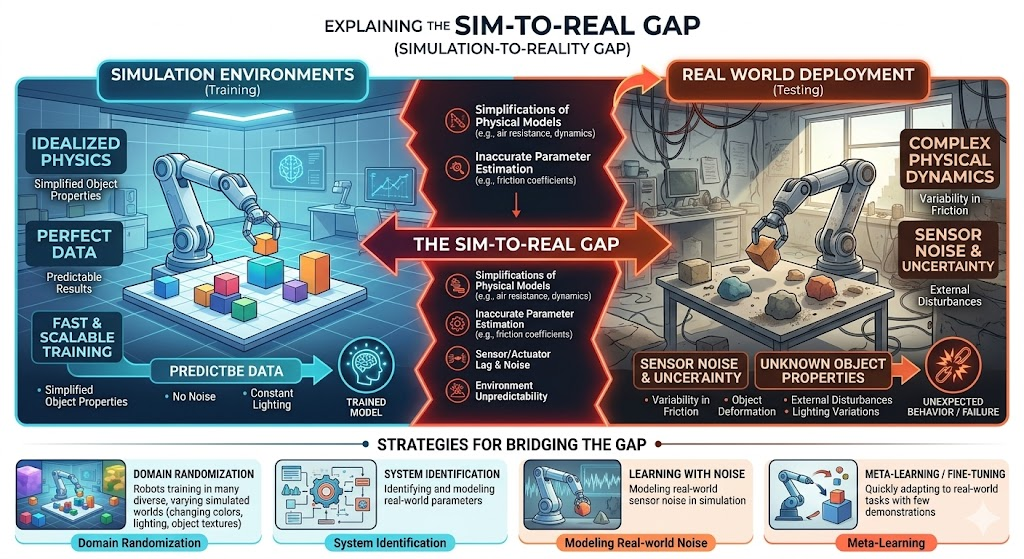 EXPLAINING THE SIM-TO-REAL GAP
(SIMULATION-TO-REALITY GAP)
SIMULATION ENVIRONMENTS
(Training)
IDEALIZED
PHYSICS
Simplified Object
Properties
PERFECT
DATA
Predictable
Results
FAST &
SCALABLE
TRAINING
• Simplified
Object Properties
PREDICTBE DATA
• No Noise
• Constant
Lighting
TRAINED
MODEL
Simplifications of
Physical Models
(e.g., air resistance, dynamics)
Inaccurate Parameter
Estimation
(e.g., friction coefficients)
THE SIM-TO-REAL GAP
Simplifications of
Physical Models
(e.g., air resistance, dynamics)
Inaccurate Parameter
Estimation
(e.g., friction coefficients)
Sensor/Actuator
Lag & Noise
Environment
Unpredictability
REAL WORLD DEPLOYMENT
(Testing)
COMPLEX
PHYSICAL
DYNAMICS
Variability in
Friction
SENSOR
NOISE &
UNCERTAINTY
External
Disturbances
SENSOR NOISE
& UNCERˈAINTY
UNKNOWN OBJECT
PROPERTIES
• Variability in
Friction
• Object
Deformation
• External Disturbances
• Lighting Variations
UNEXPECTED
BEHAVIOR / FAILURE
STRATEGIES FOR BRIDGING THE GAP
DOMAIN RANDOMIZATION
Robots training in many
diverse, varying simulated
worlds (changing colors,
lighting, object textures)
Domain Randomization
SYSTEM IDENTIFICATION
Identifying and modeling
real-world parameters
System Identification
LEARNING WITH NOISE
Modeling real-world
sensor noise in simulation
Modeling Real-world Noise
META-LEARNING / FINE-TUNING
Quickly adapting to real-world
tasks with few
demonstrations
Meta-Learning